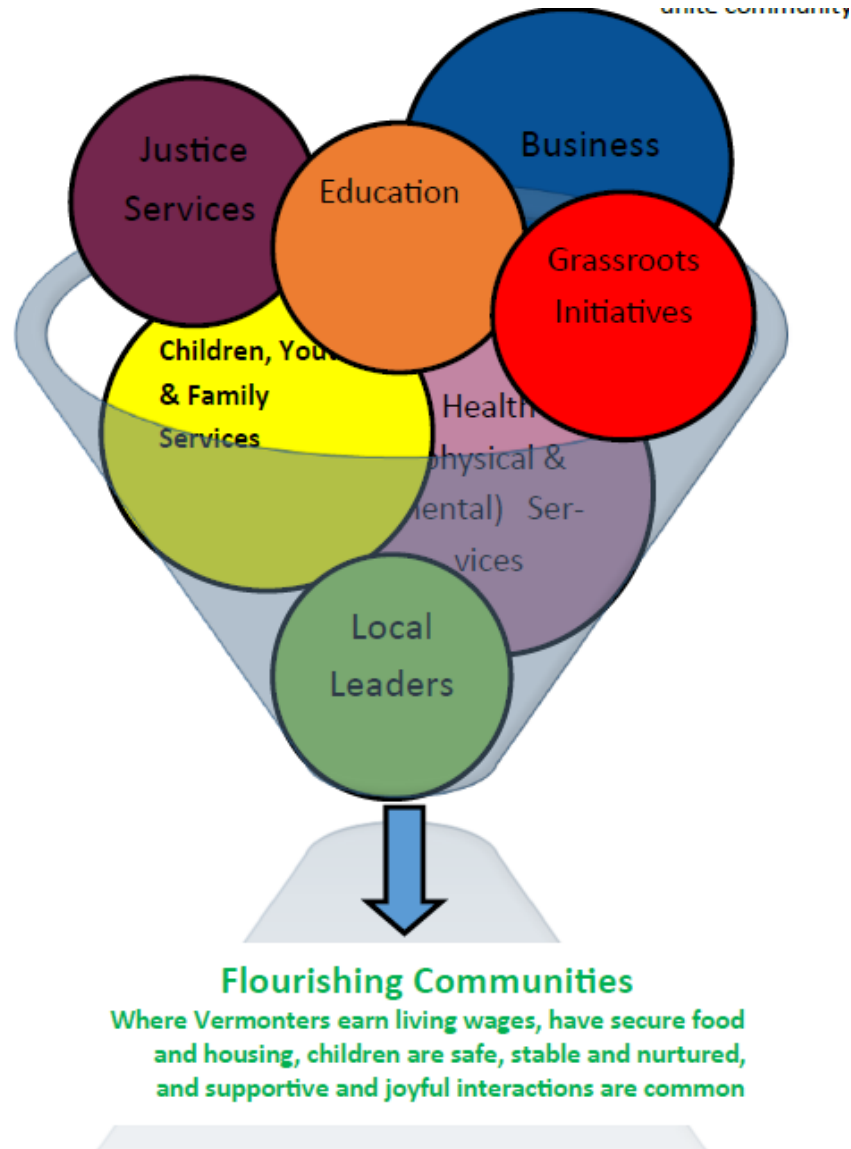 Justice
Services
Business
Education
Grassroots
Initiatives
Children, You
& Family
Services
Health
physical &
ental) Ser-
vices
Local
Leaders
Flourishing Communities
Where Vermonters earn living wages, have secure food
and housing, children are safe, stable and nurtured,
and supportive and joyful interactions are common